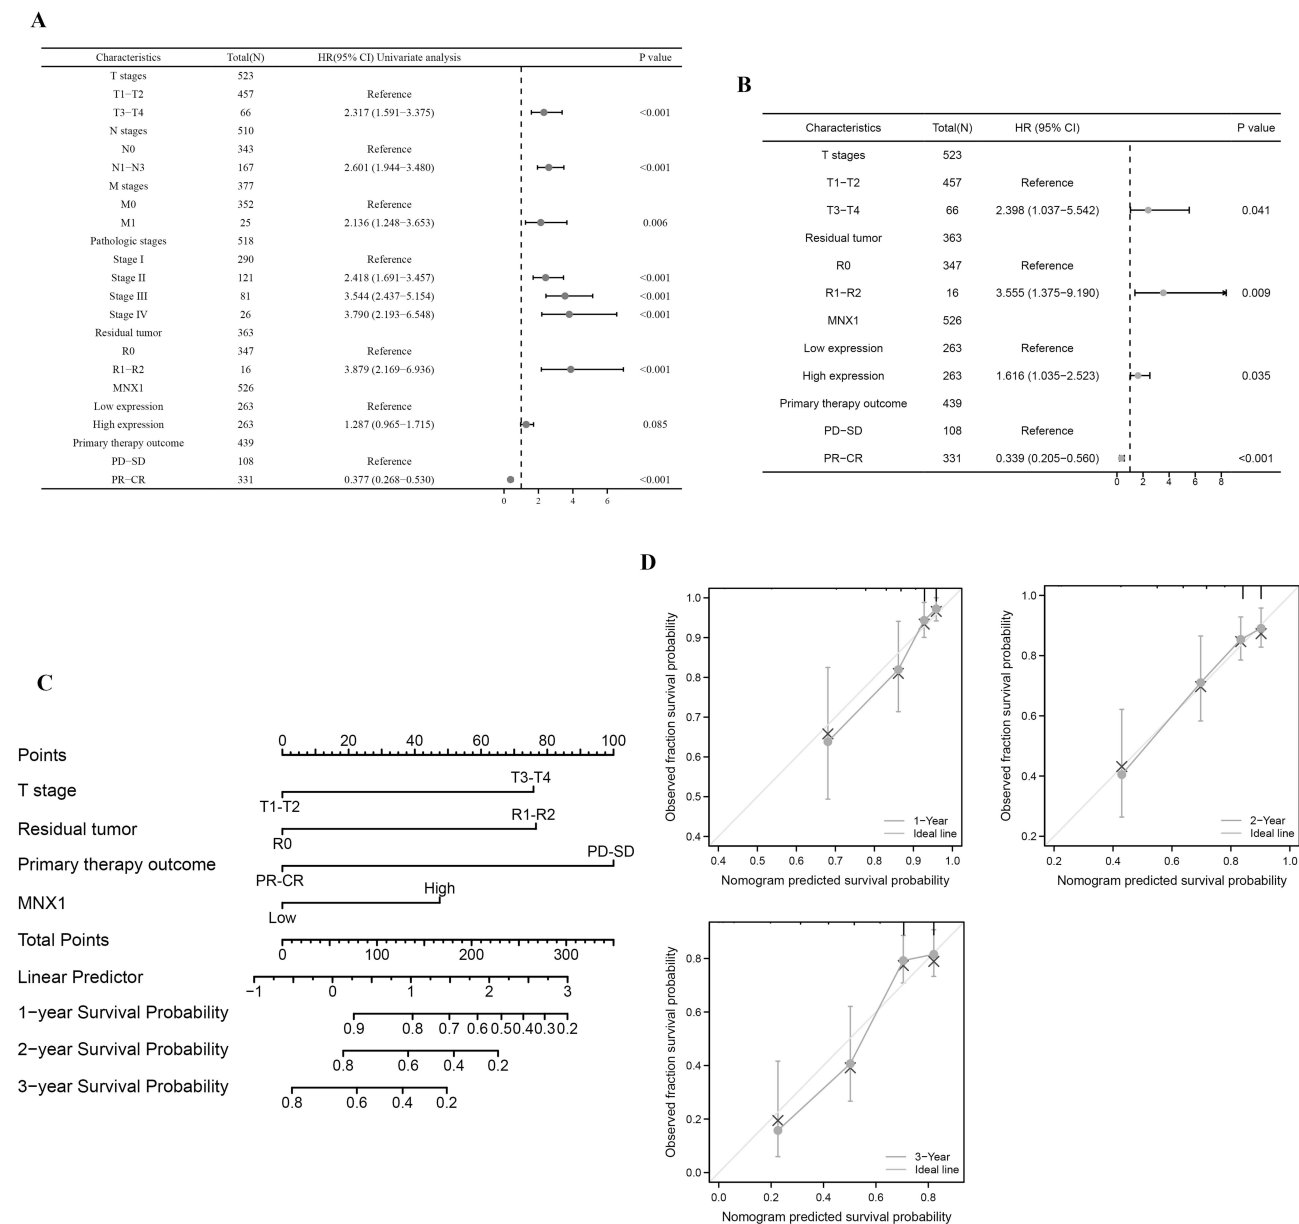 A
Characteristics Total(N) HR(95% CI) Univariate analysis P value
T stages 523
T1−T2 457 Reference
T3−T4 66 2.317 (1.591−3.375) <0.001
N stages 510
N0 343 Reference
N1−N3 167 2.601 (1.944−3.480) <0.001
M stages 377
M0 352 Reference
M1 25 2.136 (1.248−3.653) 0.006
Pathologic stages 518
Stage I 290 Reference
Stage II 121 2.418 (1.691−3.457) <0.001
Stage III 81 3.544 (2.437−5.154) <0.001
Stage IV 26 3.790 (2.193−6.548) <0.001
Residual tumor 363
R0 347 Reference
R1−R2 16 3.879 (2.169−6.936) <0.001
MNX1 526
Low expression 263 Reference
High expression 263 1.287 (0.965−1.715) 0.085
Primary therapy outcome 439
PD−SD 108 Reference
PR−CR 331 0.377 (0.268−0.530) <0.001
0 2 4 6
B
Characteristics Total(N) HR (95% CI) P value
T stages 523
T1−T2 457 Reference
T3−T4 66 2.398 (1.037−5.542) 0.041
Residual tumor 363
R0 347 Reference
R1−R2 16 3.555 (1.375−9.190) 0.009
MNX1 526
Low expression 263 Reference
High expression 263 1.616 (1.035−2.523) 0.035
Primary therapy outcome 439
PD−SD 108 Reference
PR−CR 331 0.339 (0.205−0.560) <0.001
0 2 4 6 8
C
Points 0 20 40 60 80 100
T stage T3-T4
T1-T2
Residual tumor R1-R2
R0
Primary therapy outcome PD-SD
PR-CR
MNX1 High
Low
Total Points 0 100 200 300
Linear Predictor −1 0 1 2 3
1−year Survival Probability 0.9 0.8 0.7 0.6 0.5 0.4 0.3 0.2
2−year Survival Probability 0.8 0.6 0.4 0.2
3−year Survival Probability 0.8 0.6 0.4 0.2
D
Observed fraction survival probability
1.0
0.9
0.8
0.7
0.6
0.5
0.4
1−Year
Ideal line
0.4 0.5 0.6 0.7 0.8 0.9 1.0
Nomogram predicted survival probability
Observed fraction survival probability
1.0
0.8
0.6
0.4
0.2
2−Year
Ideal line
0.2 0.4 0.6 0.8 1.0
Nomogram predicted survival probability
Observed fraction survival probability
0.8
0.6
0.4
0.2
0.0
3−Year
Ideal line
0.0 0.2 0.4 0.6 0.8
Nomogram predicted survival probability